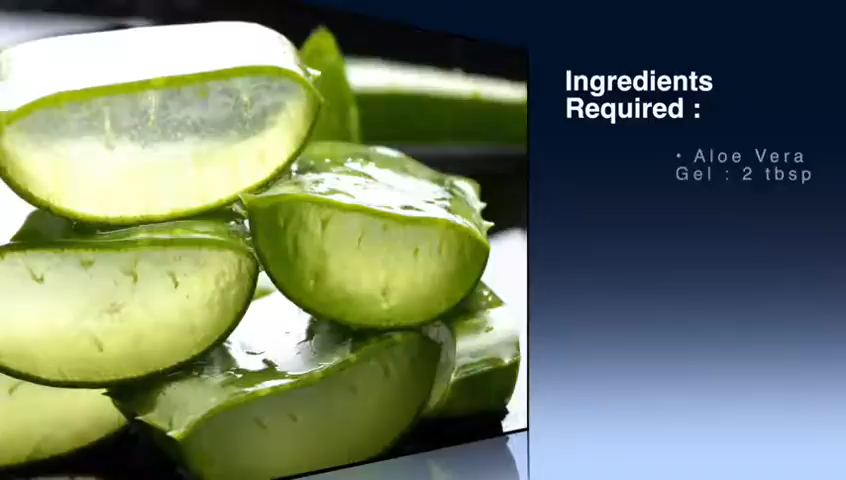 Ingredients
Required :
• Aloe Vera
Gel : 2 tbsp